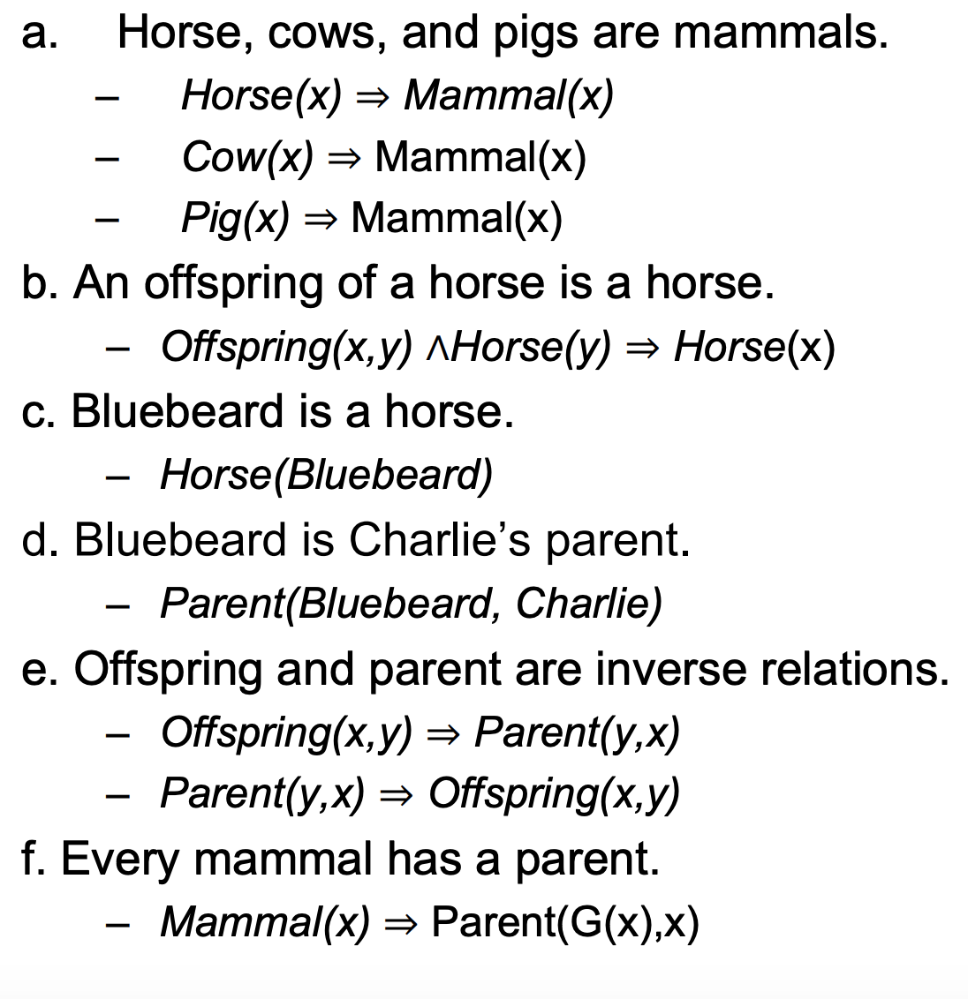 a. Horse, cows, and pigs are mammals.
– Horse(x) ⇒ Mammal(x)
– Cow(x) ⇒ Mammal(x)
– Pig(x) ⇒ Mammal(x)
b. An offspring of a horse is a horse.
– Offspring(x,y) ∧Horse(y) ⇒ Horse(x)
c. Bluebeard is a horse.
– Horse(Bluebeard)
d. Bluebeard is Charlie’s parent.
– Parent(Bluebeard, Charlie)
e. Offspring and parent are inverse relations.
– Offspring(x,y) ⇒ Parent(y,x)
– Parent(y,x) ⇒ Offspring(x,y)
f. Every mammal has a parent.
– Mammal(x) ⇒ Parent(G(x),x)